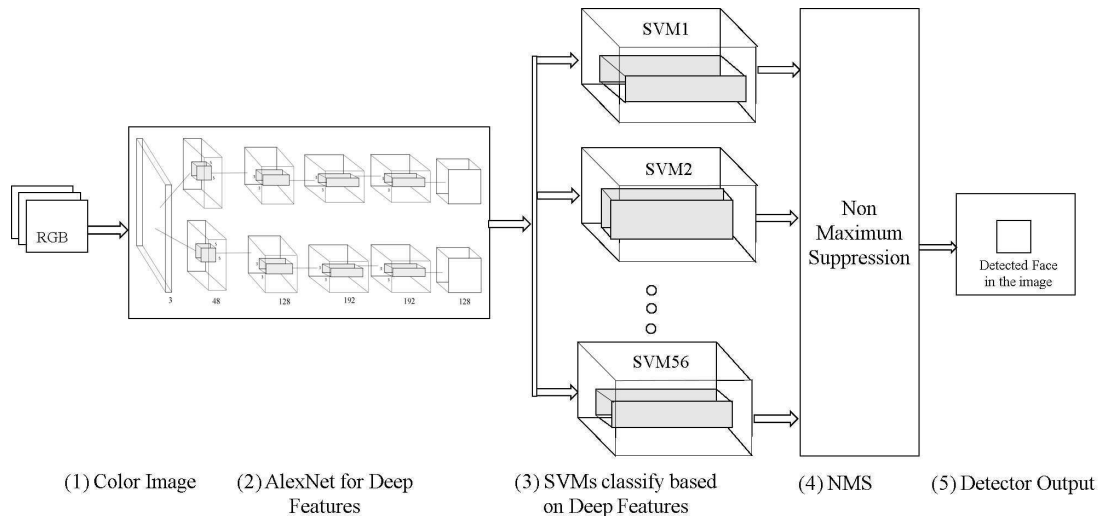 SVM1
SVM2
SVM56
RGB
3
48
128
192
192
128
Non
Maximum
Suppression
Detected Face
in the image
(1) Color Image
(2) AlexNet for Deep
Features
(3) SVMs classify based
on Deep Features
(4) NMS
(5) Detector Output